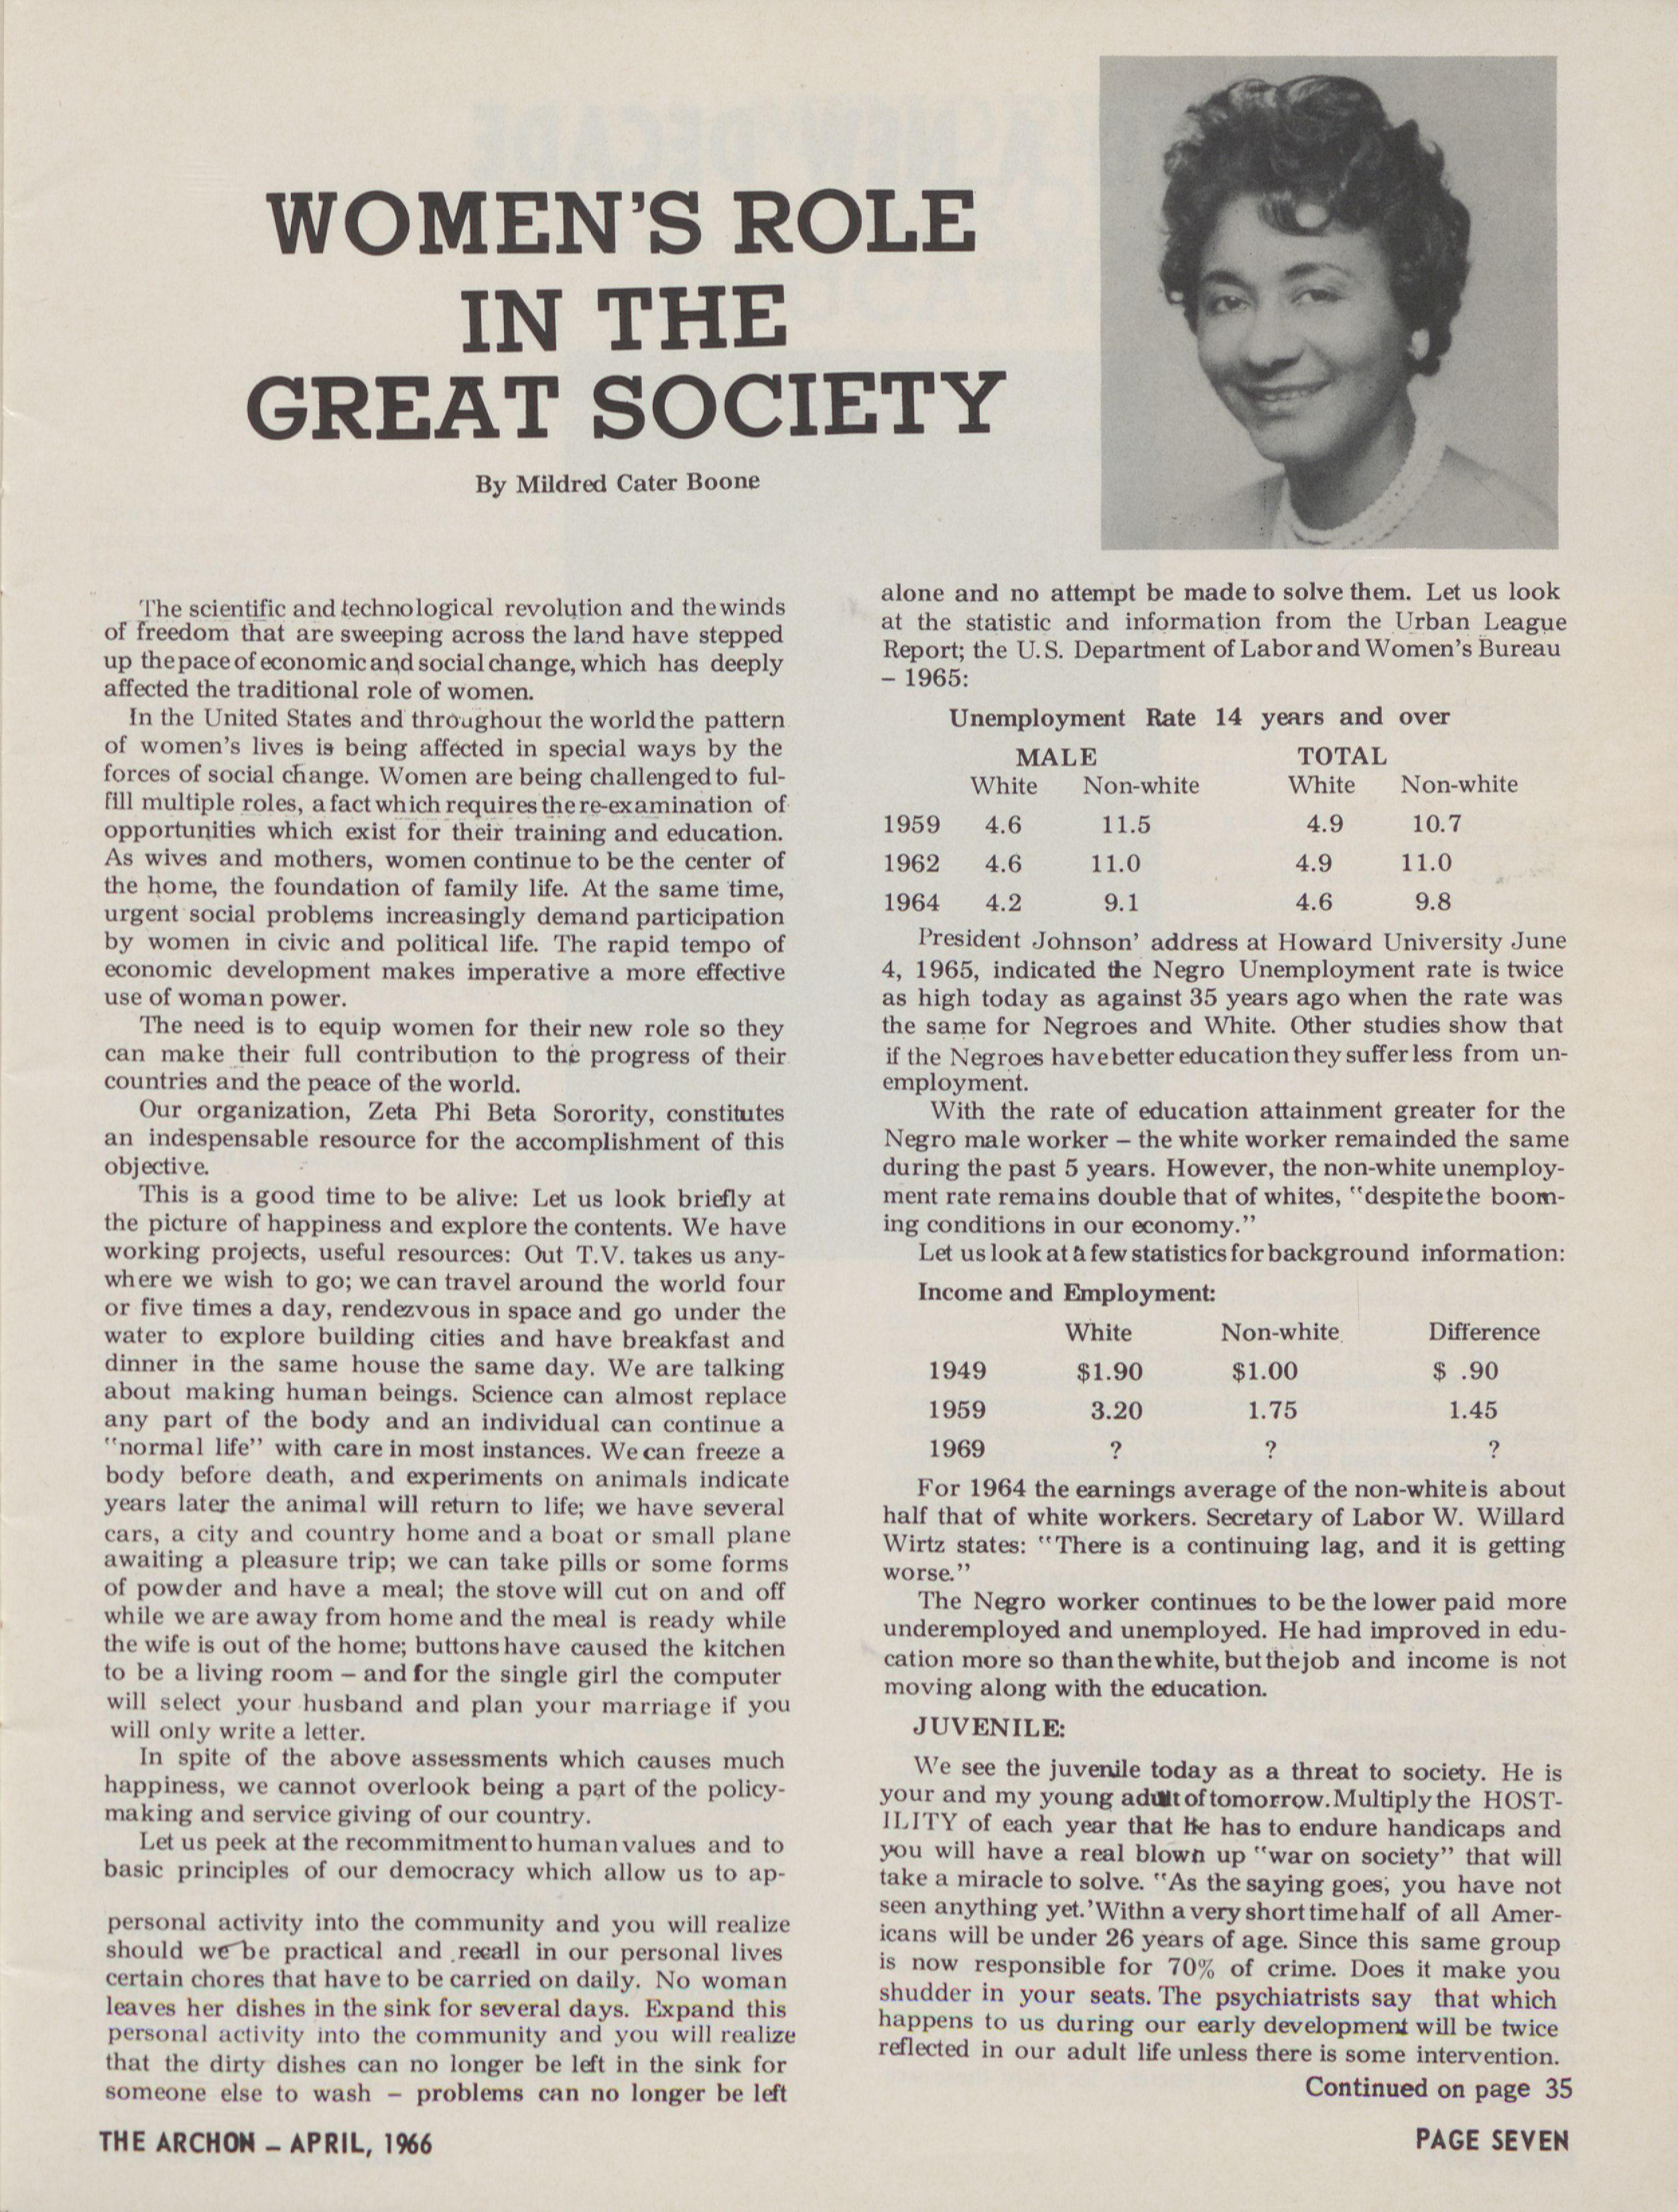 WOMEN'S ROLE
IN THE
GREAT SOCIETY
By Mildred Cater Boone
The scientific and technological revolution and the winds
of freedom that are sweeping across the land have stepped
up the pace of economic and social change, which has deeply
affected the traditional role of women.
In the United States and throughout the world the pattern
of women's lives is being affected in special ways by the
forces of social change. Women are being challenged to ful-
fill multiple roles, a fact which requires the re-examination of
opportunities which exist for their training and education.
As wives and mothers, women continue to be the center of
the home, the foundation of family life. At the same time,
urgent social problems increasingly demand participation
by women in civic and political life. The rapid tempo of
economic development makes imperative a more effective
use of woman power.
The need is to equip women for their new role so they
can make their full contribution to the progress of their
countries and the peace of the world.
Our organization, Zeta Phi Beta Sorority, constitutes
an indespensable resource for the accomplishment of this
objective.
This is a good time to be alive: Let us look briefly at
the picture of happiness and explore the contents. We have
working projects, useful resources: Out T.V. takes us any-
where we wish to go; we can travel around the world four
or five times a day, rendezvous in space and go under the
water to explore building cities and have breakfast and
dinner in the same house the same day. We are talking
about making human beings. Science can almost replace
any part of the body and an individual can continue a
"normal life" with care in most instances. We can freeze a
body before death, and experiments on animals indicate
years later the animal will return to life; we have several
cars, a city and country home and a boat or small plane
awaiting a pleasure trip; we can take pills or some forms
of powder and have a meal; the stove will cut on and off
while we are away from home and the meal is ready while
the wife is out of the home; buttons have caused the kitchen
to be a living room – and for the single girl the computer
will select your husband and plan your marriage if you
will only write a letter.
In spite of the above assessments which causes much
happiness, we cannot overlook being a part of the policy-
making and service giving of our country.
Let us peek at the recommitment to human values and to
basic principles of our democracy which allow us to ap-
personal activity into the community and you will realize
should we be practical and recall in our personal lives
certain chores that have to be carried on daily. No woman
leaves her dishes in the sink for several days. Expand this
personal activity into the community and you will realize
that the dirty dishes can no longer be left in the sink for
someone else to wash – problems can no longer be left
alone and no attempt be made to solve them. Let us look
at the statistic and information from the Urban League
Report; the U.S. Department of Labor and Women's Bureau
– 1965:
Unemployment Rate 14 years and over
MALE TOTAL
White Non-white White Non-white
1959 4.6 11.5 4.9 10.7
1962 4.6 11.0 4.9 11.0
1964 4.2 9.1 4.6 9.8
President Johnson' address at Howard University June
4, 1965, indicated the Negro Unemployment rate is twice
as high today as against 35 years ago when the rate was
the same for Negroes and White. Other studies show that
if the Negroes have better education they suffer less from un-
employment.
With the rate of education attainment greater for the
Negro male worker – the white worker remainded the same
during the past 5 years. However, the non-white unemploy-
ment rate remains double that of whites, "despite the boom-
ing conditions in our economy."
Let us look at a few statistics for background information:
Income and Employment:
White Non-white Difference
1949 $1.90 $1.00 $ .90
1959 3.20 1.75 1.45
1969 ? ? ?
For 1964 the earnings average of the non-white is about
half that of white workers. Secretary of Labor W. Willard
Wirtz states: "There is a continuing lag, and it is getting
worse."
The Negro worker continues to be the lower paid more
underemployed and unemployed. He had improved in edu-
cation more so than the white, but the job and income is not
moving along with the education.
JUVENILE:
We see the juvenile today as a threat to society. He is
your and my young adult of tomorrow. Multiply the HOST-
ILITY of each year that He has to endure handicaps and
you will have a real blown up "war on society" that will
take a miracle to solve. "As the saying goes, you have not
seen anything yet.'Withn a very short time half of all Amer-
icans will be under 26 years of age. Since this same group
is now responsible for 70% of crime. Does it make you
shudder in your seats. The psychiatrists say that which
happens to us during our early development will be twice
reflected in our adult life unless there is some intervention.
Continued on page 35
THE ARCHON – APRIL, 1966
PAGE SEVEN